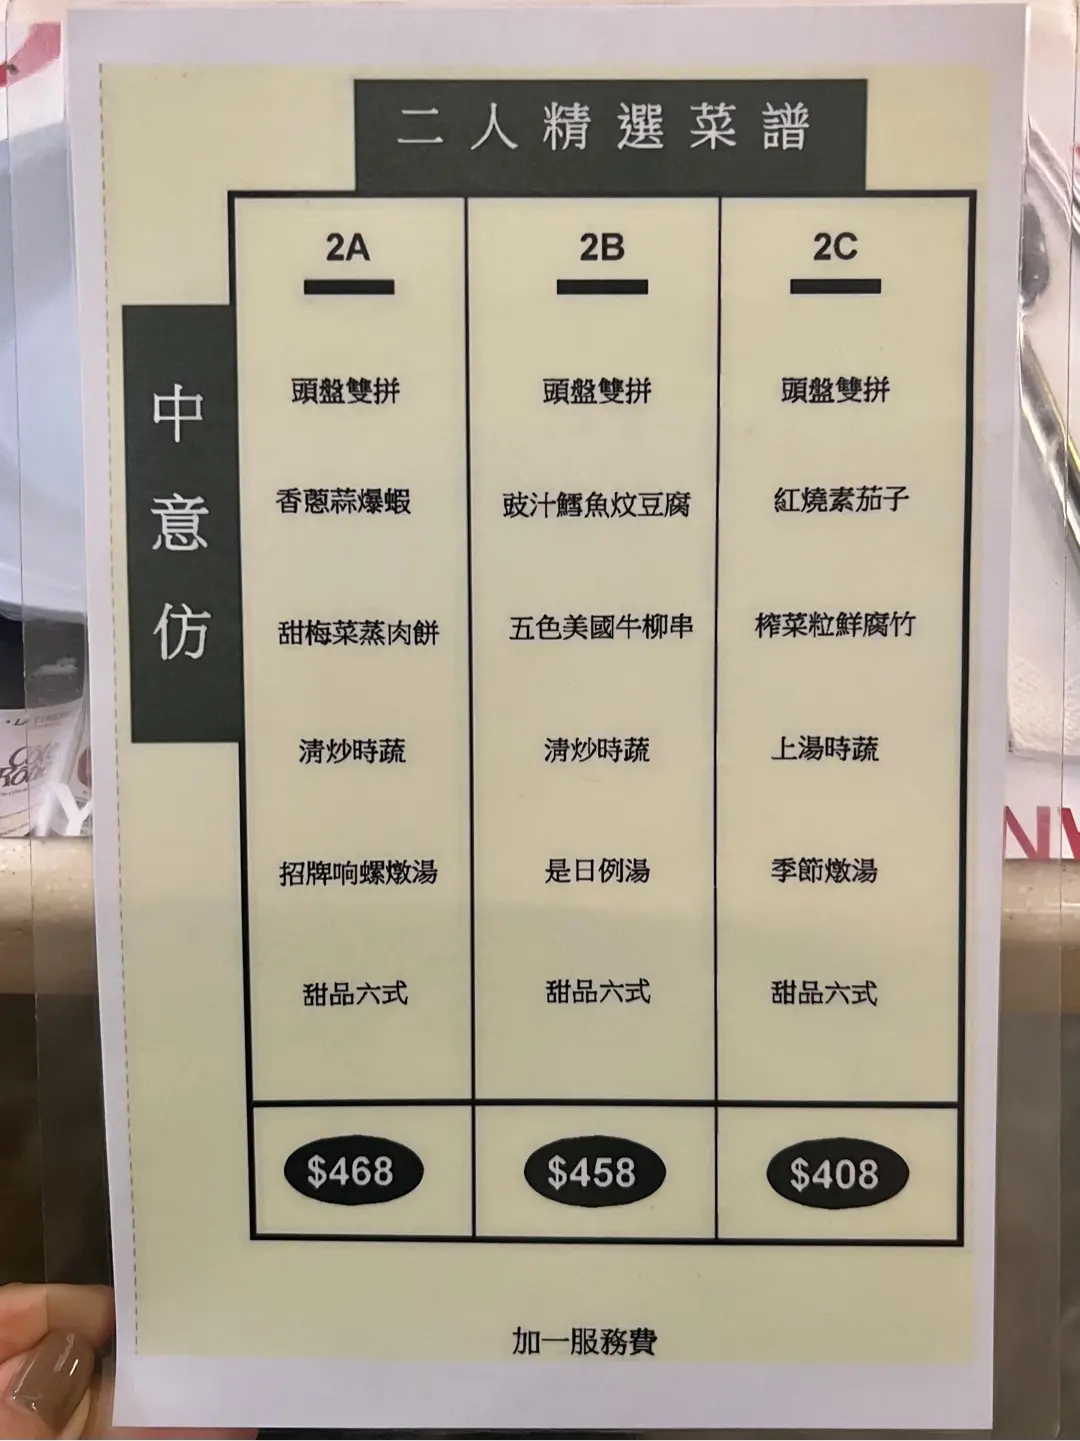 二人精選菜譜
中意仿
2A
頭盤雙拼
香蔥蒜爆蝦
甜梅菜蒸肉餅
清炒時蔬
招牌响螺燉湯
甜品六式
$468
2B
頭盤雙拼
豉汁鱈魚炆豆腐
五色美國牛柳串
清炒時蔬
是日例湯
甜品六式
$458
2C
頭盤雙拼
紅燒素茄子
榨菜粒鮮腐竹
上湯時蔬
季節燉湯
甜品六式
$408
加一服務費